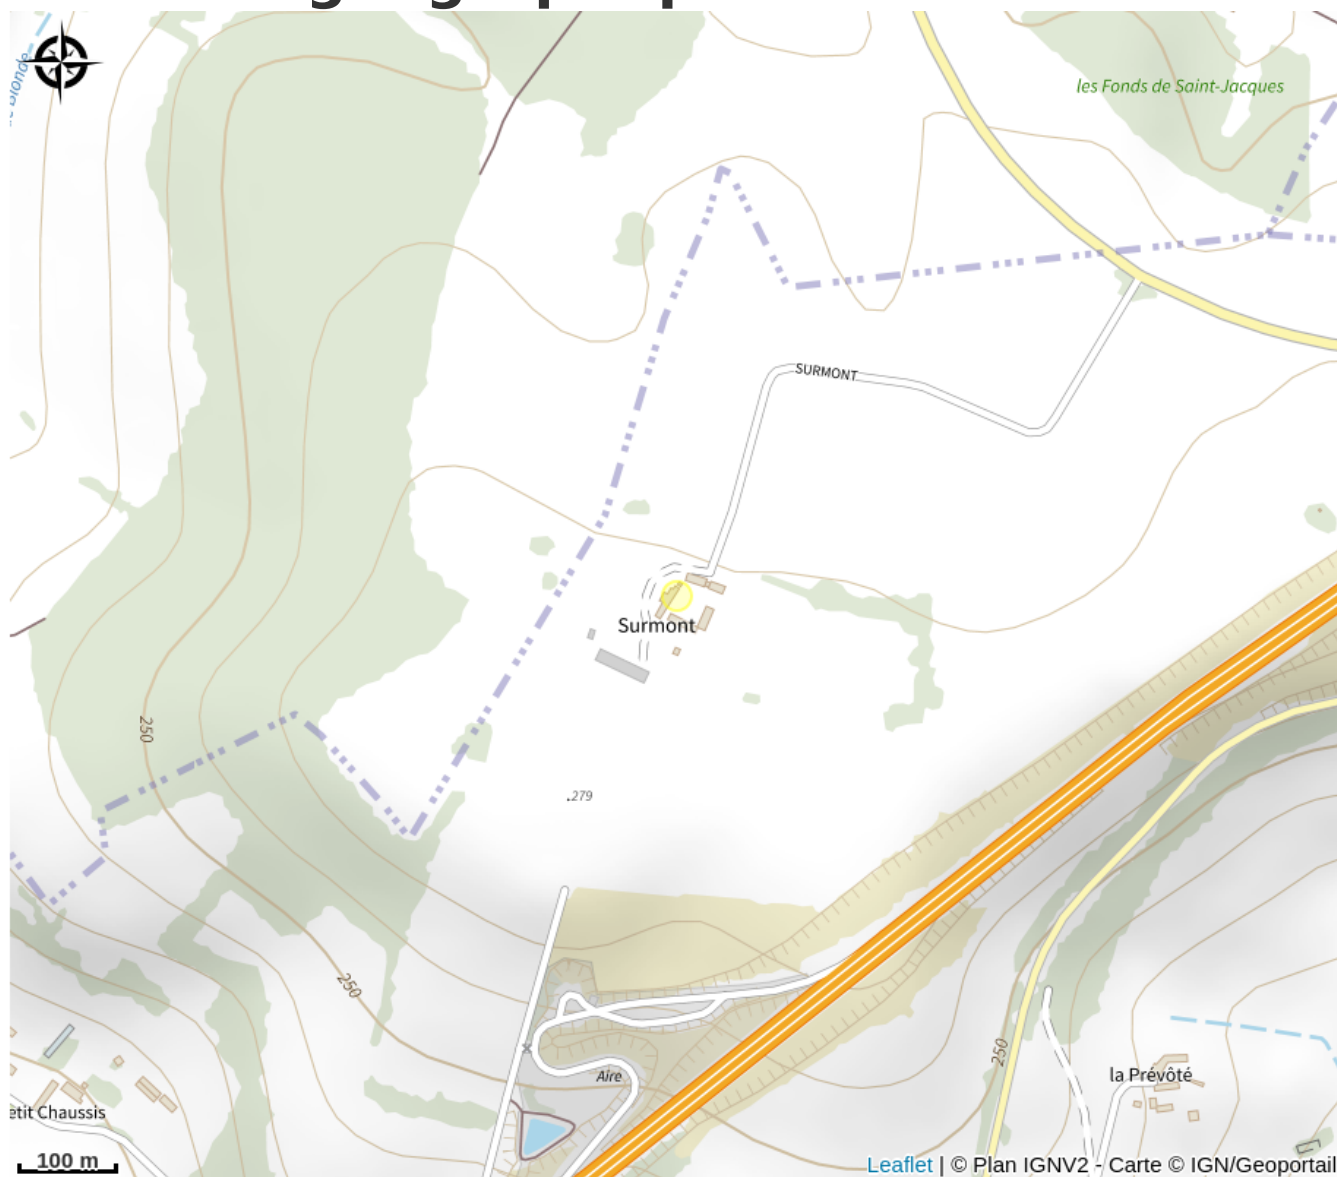 les Fonds de Saint-Jacques
SURMONT
Surmont
250
.279
250
250
Aire
la Prévôté
etit Chaussis
100 m
Leaflet | © Plan IGNV2 - Carte © IGN/Geoportail